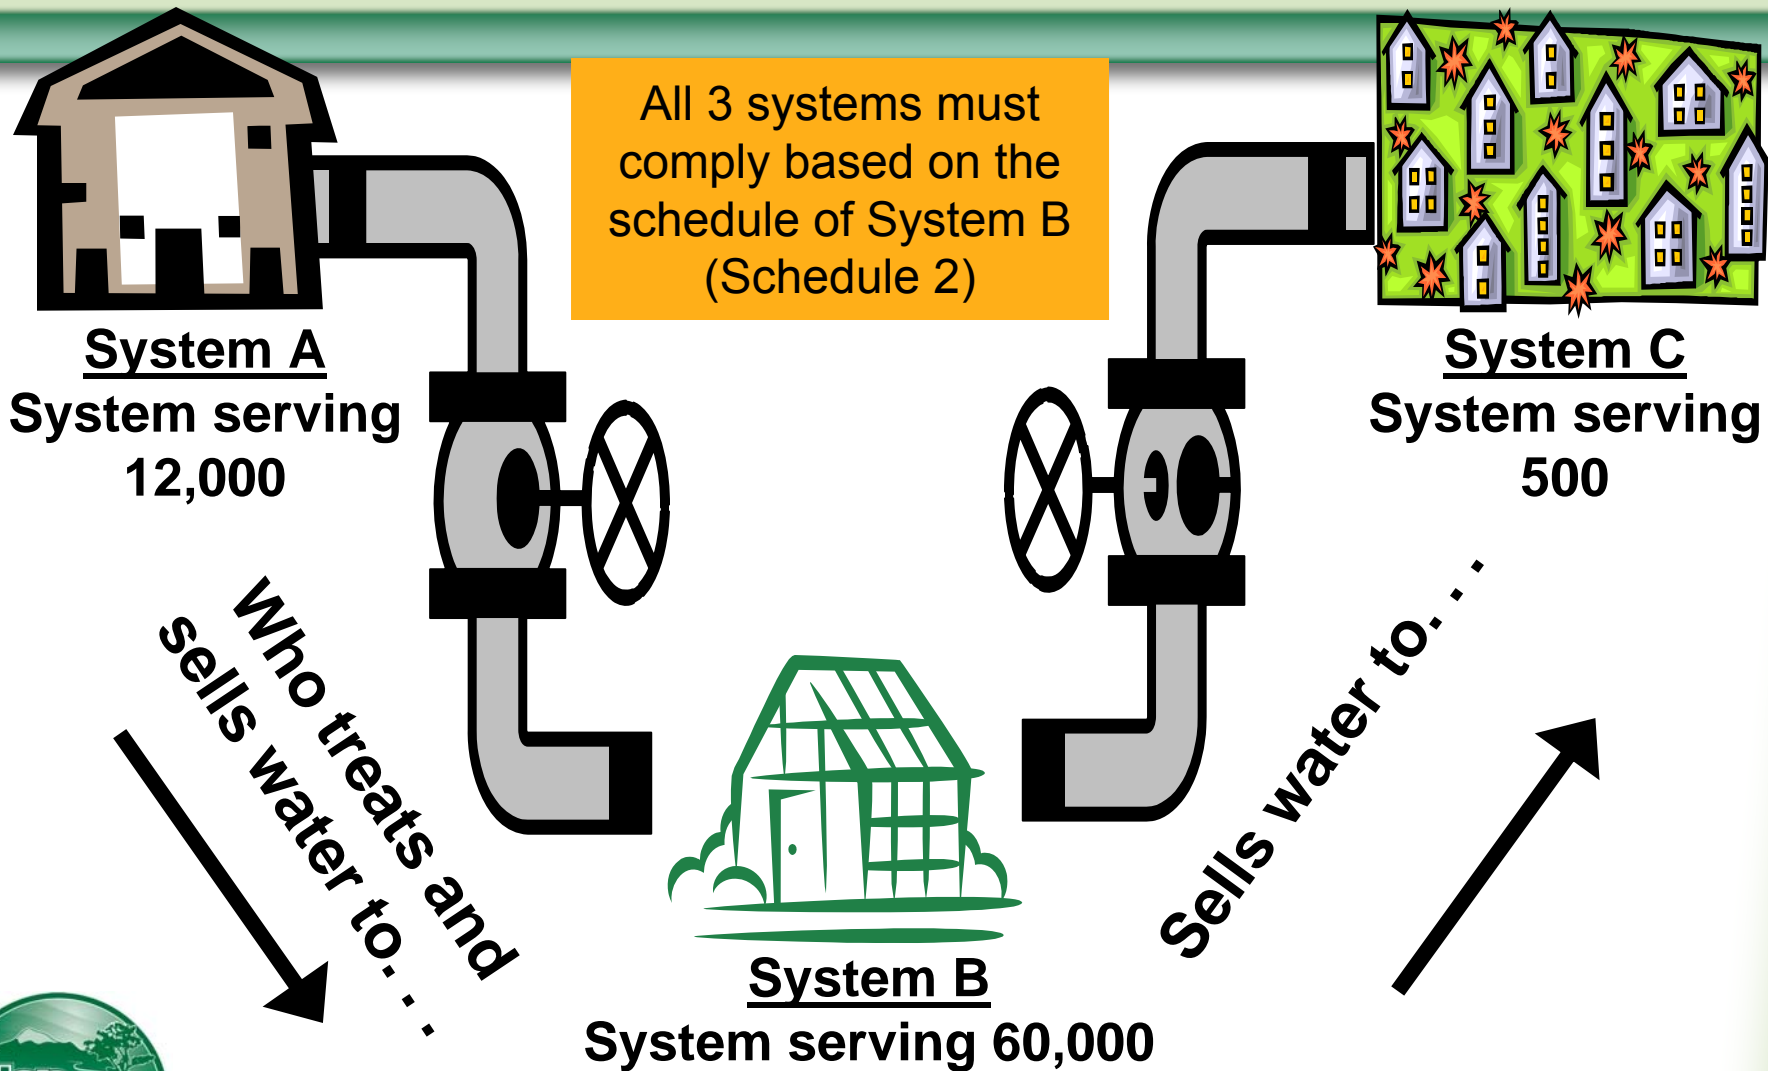 All 3 systems must
comply based on the
schedule of System B
(Schedule 2)
System A
System serving
12,000
System C
System serving
500
Who treats and
sells water to. . .
Sells water to. . .
System B
System serving 60,000